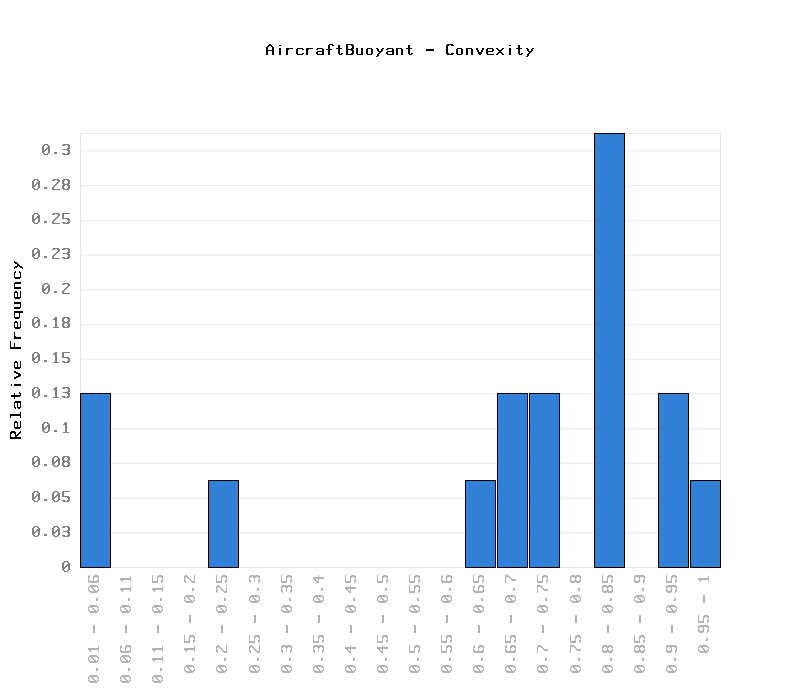 AircraftBuoyant - Convexity
Relative Frequency
0.3
0.28
0.25
0.23
0.2
0.18
0.15
0.13
0.1
0.08
0.05
0.03
0
0.01 - 0.06
0.06 - 0.11
0.11 - 0.15
0.15 - 0.2
0.2 - 0.25
0.25 - 0.3
0.3 - 0.35
0.35 - 0.4
0.4 - 0.45
0.45 - 0.5
0.5 - 0.55
0.55 - 0.6
0.6 - 0.65
0.65 - 0.7
0.7 - 0.75
0.75 - 0.8
0.8 - 0.85
0.85 - 0.9
0.9 - 0.95
0.95 - 1